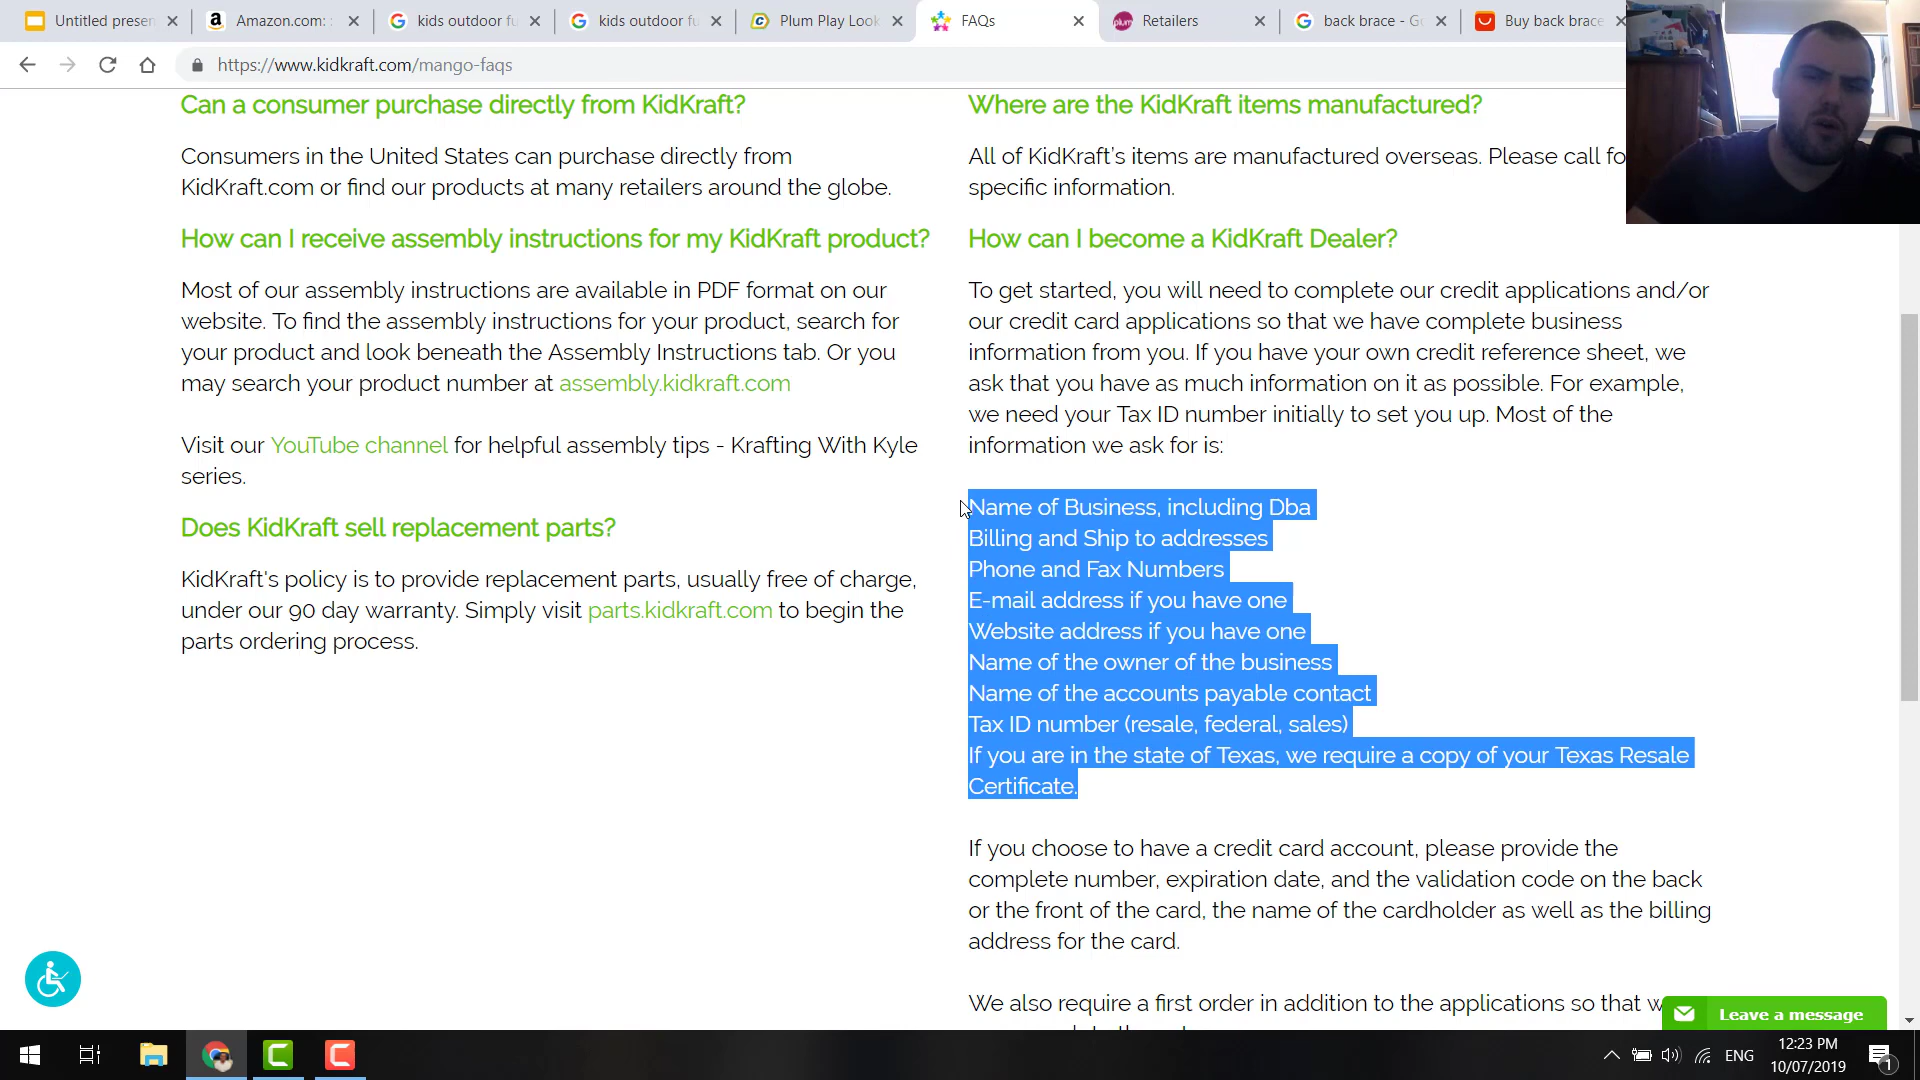 Untitled presen
Amazon.com:
kids outdoor fu
kids outdoor fu
Plum Play Look
FAQs
Retailers
back brace - Go
Buy back brace
https://www.kidkraft.com/mango-faqs
Can a consumer purchase directly from KidKraft?
Consumers in the United States can purchase directly from
KidKraft.com or find our products at many retailers around the globe.
How can I receive assembly instructions for my KidKraft product?
Most of our assembly instructions are available in PDF format on our
website. To find the assembly instructions for your product, search for
your product and look beneath the Assembly Instructions tab. Or you
may search your product number at assembly.kidkraft.com
Visit our YouTube channel for helpful assembly tips - Krafting With Kyle
series.
Does KidKraft sell replacement parts?
KidKraft's policy is to provide replacement parts, usually free of charge,
under our 90 day warranty. Simply visit parts.kidkraft.com to begin the
parts ordering process.
Where are the KidKraft items manufactured?
All of KidKraft’s items are manufactured overseas. Please call fo
specific information.
How can I become a KidKraft Dealer?
To get started, you will need to complete our credit applications and/or
our credit card applications so that we have complete business
information from you. If you have your own credit reference sheet, we
ask that you have as much information on it as possible. For example,
we need your Tax ID number initially to set you up. Most of the
information we ask for is:
Name of Business, including Dba
Billing and Ship to addresses
Phone and Fax Numbers
E-mail address if you have one
Website address if you have one
Name of the owner of the business
Name of the accounts payable contact
Tax ID number (resale, federal, sales)
If you are in the state of Texas, we require a copy of your Texas Resale
Certificate.
If you choose to have a credit card account, please provide the
complete number, expiration date, and the validation code on the back
or the front of the card, the name of the cardholder as well as the billing
address for the card.
We also require a first order in addition to the applications so that w
Leave a message
ENG
12:23 PM
10/07/2019
1